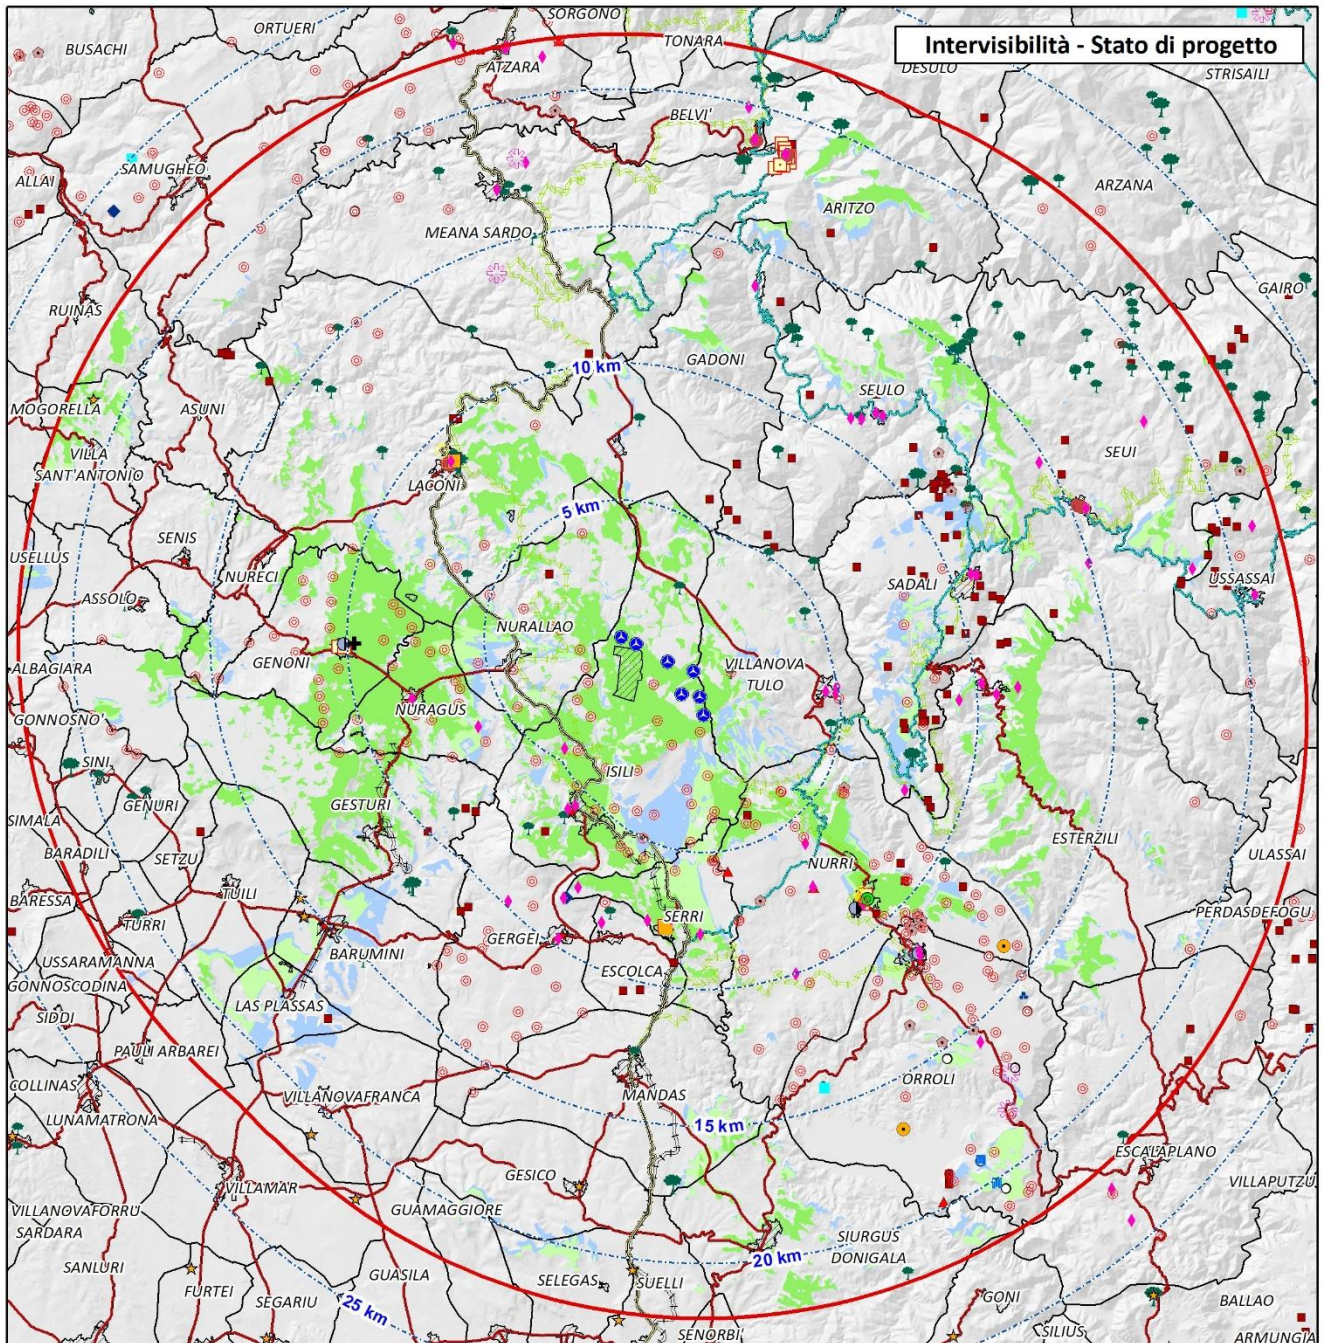 SORGONO
ORTUERI
TONARA
BUSACHI
Intervisibilità - Stato di progetto
ATZARA
DESULO
STRISAILI
BELVI'
SAMUGHEO
ALLAI
ARZANA
ARITZO
MEANA SARDO
GAIRO
RUINAS
GADONI
10 km
SEULO
MOGORELLA
ASUNI
VILLA
SANT'ANTONIO
SEUI
LACONI
5 km
SENIS
USELLUS
NURECI
USSASSAI
SADALI
ASSOLO
NURALLAO
GENONI
ALBAGIARA
VILLANOVA
TULO
NURAGUS
GONNOSNO'
SINI
ISILI
GENURI
GESTURI
SIMALA
ESTERZILI
BARADILI
SETZU
ULASSAI
NURRI
TUILI
BARESSA
PERDASDEFOGU
TURRI
SERRI
GERGEI
BARUMINI
USSARAMANNA
ESCOLCA
GONNOSCODINA
LAS PLASSAS
SIDDI
PAULI ARBAREI
COLLINAS
ORROLI
VILLANOVAFRANCA
MANDAS
LUNAMATRONA
15 km
ESCALAPLANO
GESICO
VILLAMAR
VILLAPUTZU
VILLANOVAFORRU
GUAMAGGIORE
SARDARA
SIURGUS
DONIGALA
20 km
SANLURI
GUASILA
SELEGAS
SUELLI
FURTEI
SEGARIU
25 km
GONI
BALLAO
SENORBI
SILIUS
ARMUNGIA